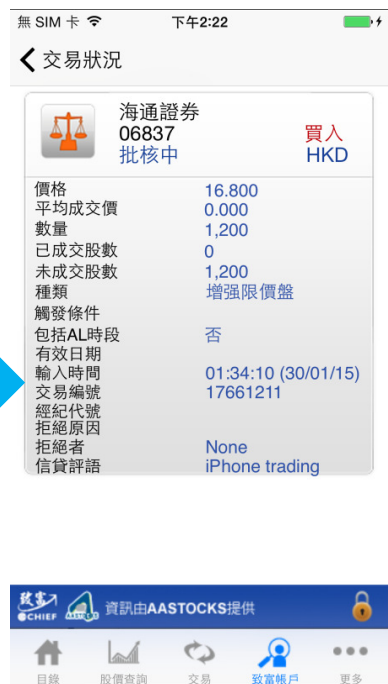 無 SIM 卡 下午2:22
交易狀況
海通證券
06837 買入
批核中 HKD
價格 16.800
平均成交價 0.000
數量 1,200
已成交股數 0
未成交股數 1,200
種類 增强限價盤
觸發條件
包括AL時段 否
有效日期
輸入時間 01:34:10 (30/01/15)
交易編號 17661211
經紀代號
拒絕原因
拒絕者 None
信貸評語 iPhone trading
致富 CHIEF AASTOCKS 資訊由AASTOCKS提供
目錄 股價查詢 交易 致富帳戶 更多